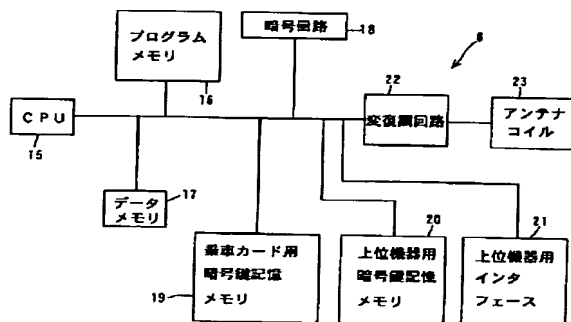 プログラム
メモリ
16
暗号回路
18
6
CPU
15
22
変復調回路
23
アンテナ
コイル
データ
メモリ
17
乗車カード用
暗号鍵記憶
メモリ
19
20
上位機器用
暗号鍵記憶
メモリ
21
上位機器用
インタ
フェース